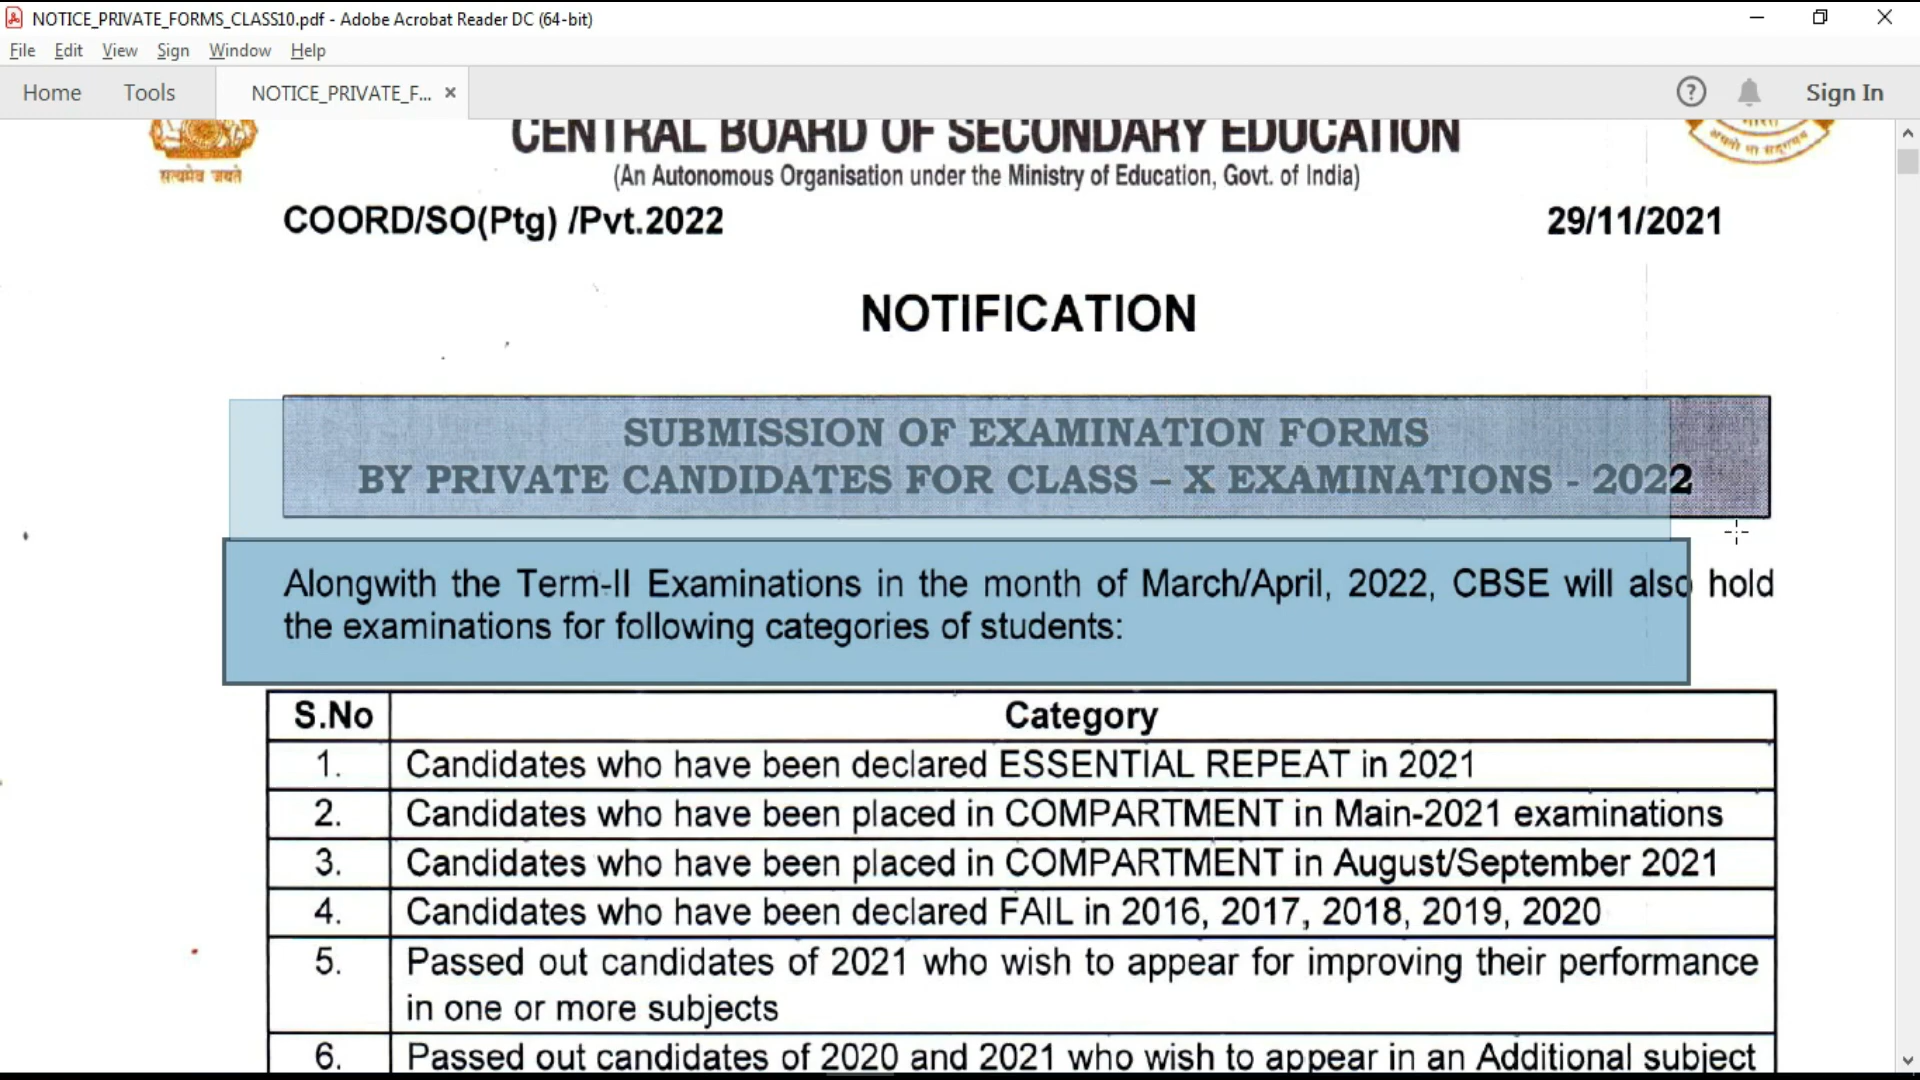 NOTICE_PRIVATE_FORMS_CLASS10.pdf - Adobe Acrobat Reader DC (64-bit)
File Edit View Sign Window Help
Home Tools NOTICE_PRIVATE_F... × Sign In
CENTRAL BOARD OF SECONDARY EDUCATION
(An Autonomous Organisation under the Ministry of Education, Govt. of India)
सत्यमेव जयते
COORD/SO(Ptg) /Pvt.2022 29/11/2021
NOTIFICATION
SUBMISSION OF EXAMINATION FORMS
BY PRIVATE CANDIDATES FOR CLASS – X EXAMINATIONS - 2022
Alongwith the Term-II Examinations in the month of March/April, 2022, CBSE will also hold
the examinations for following categories of students:
S.No Category
1. Candidates who have been declared ESSENTIAL REPEAT in 2021
2. Candidates who have been placed in COMPARTMENT in Main-2021 examinations
3. Candidates who have been placed in COMPARTMENT in August/September 2021
4. Candidates who have been declared FAIL in 2016, 2017, 2018, 2019, 2020
5. Passed out candidates of 2021 who wish to appear for improving their performance
in one or more subjects
6. Passed out candidates of 2020 and 2021 who wish to appear in an Additional subject